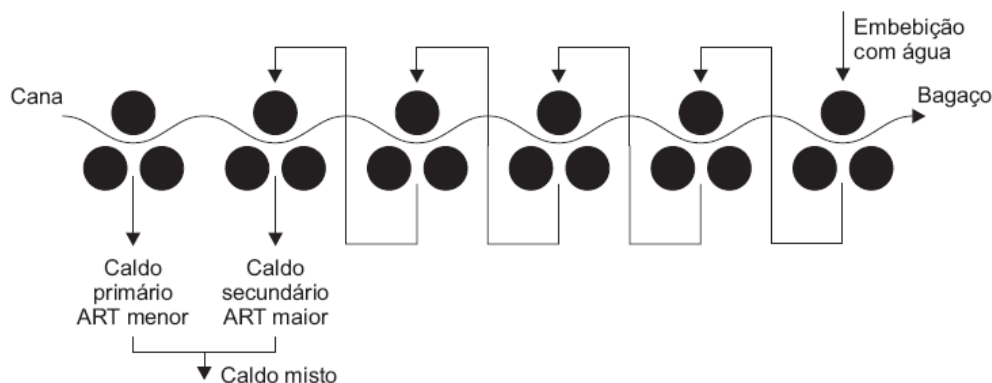 Embebição
com água
Cana
Bagaço
Caldo
primário
ART menor
Caldo
secundário
ART maior
Caldo misto